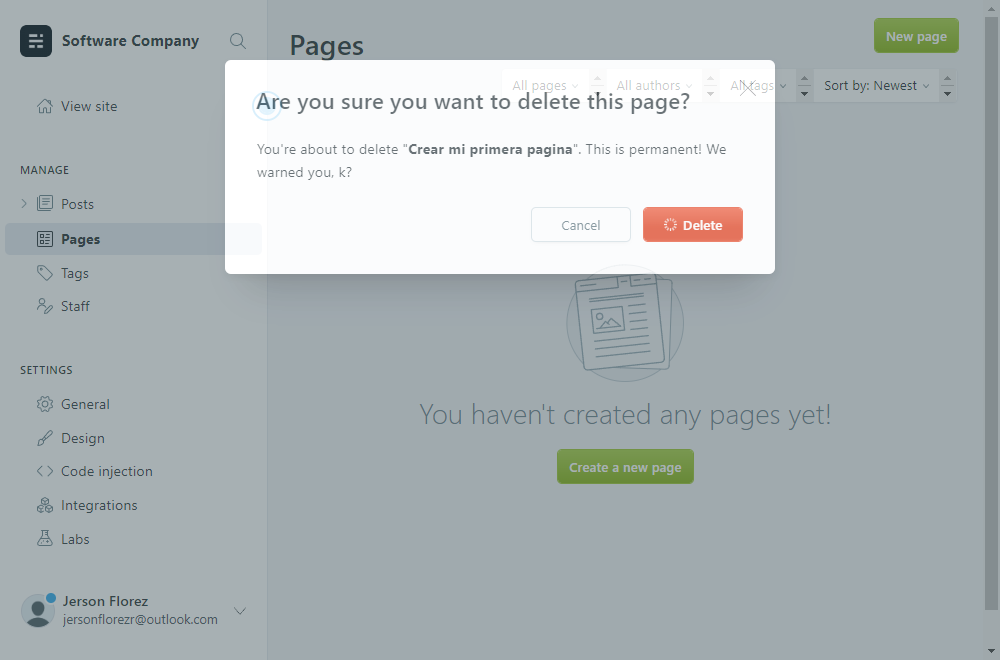 Software Company
View site
MANAGE
Posts
Pages
Tags
Staff
SETTINGS
General
Design
Code injection
Integrations
Labs
Jerson Florez
jersonflorezr@outlook.com
Pages
New page
All pages
All authors
All tags
Sort by: Newest
Are you sure you want to delete this page?
You're about to delete "Crear mi primera pagina". This is permanent! We
warned you, k?
Cancel
Delete
You haven't created any pages yet!
Create a new page